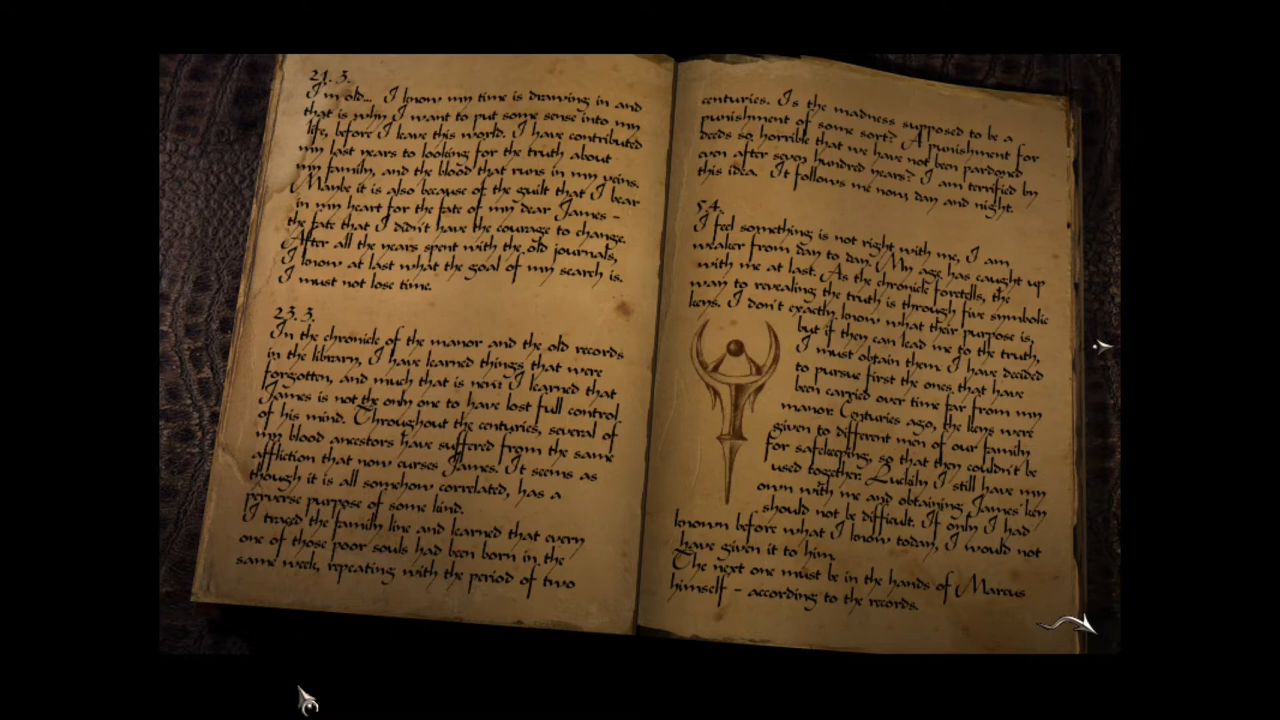 21. 3.
I'm old... I know my time is drawing in and
that is why I want to put some sense into my
life, before I leave this world. I have contributed
my last years to looking for the truth about
my family, and the blood that runs in my veins.
Maybe it is also because of the guilt that I bear
in my heart for the fate of my dear James -
the fate that I didn't have the courage to change.
After all the years spent with the old journals,
I know at last what the goal of my search is.
I must not lose time.
23. 3.
In the chronicle of the manor and the old records
in the library, I have learned things that were
forgotten, and much that is new. I learned that
James is not the only one to have lost full control
of his mind. Throughout the centuries, several of
my blood ancestors have suffered from the same
affliction that now curses James. It seems as
though it is all somehow correlated, has a
perverse purpose of some kind.
I traced the family line and learned that every
one of those poor souls had been born in the
same week, repeating with the period of two
centuries. Is the madness supposed to be a
punishment of some sort? A punishment for
deeds so horrible that we have not been pardoned
even after seven hundred years? I am terrified by
this idea. It follows me now day and night.
5.4.
I feel something is not right with me, I am
weaker from day to day. My age has caught up
with me at last. As the chronicle foretells, the
way to revealing the truth is through five symbolic
keys. I don't exactly know what their purpose is,
but if they can lead me to the truth,
I must obtain them. I have decided
to pursue first the ones that have
been carried over time far from my
manor. Centuries ago, the keys were
given to different men of our family
for safekeeping, so that they couldn't be
used together. Luckily I still have my
own with me and obtaining James' key
should not be difficult. If only I had
known before what I know today, I would not
have given it to him.
The next one must be in the hands of Marcus
himself - according to the records.